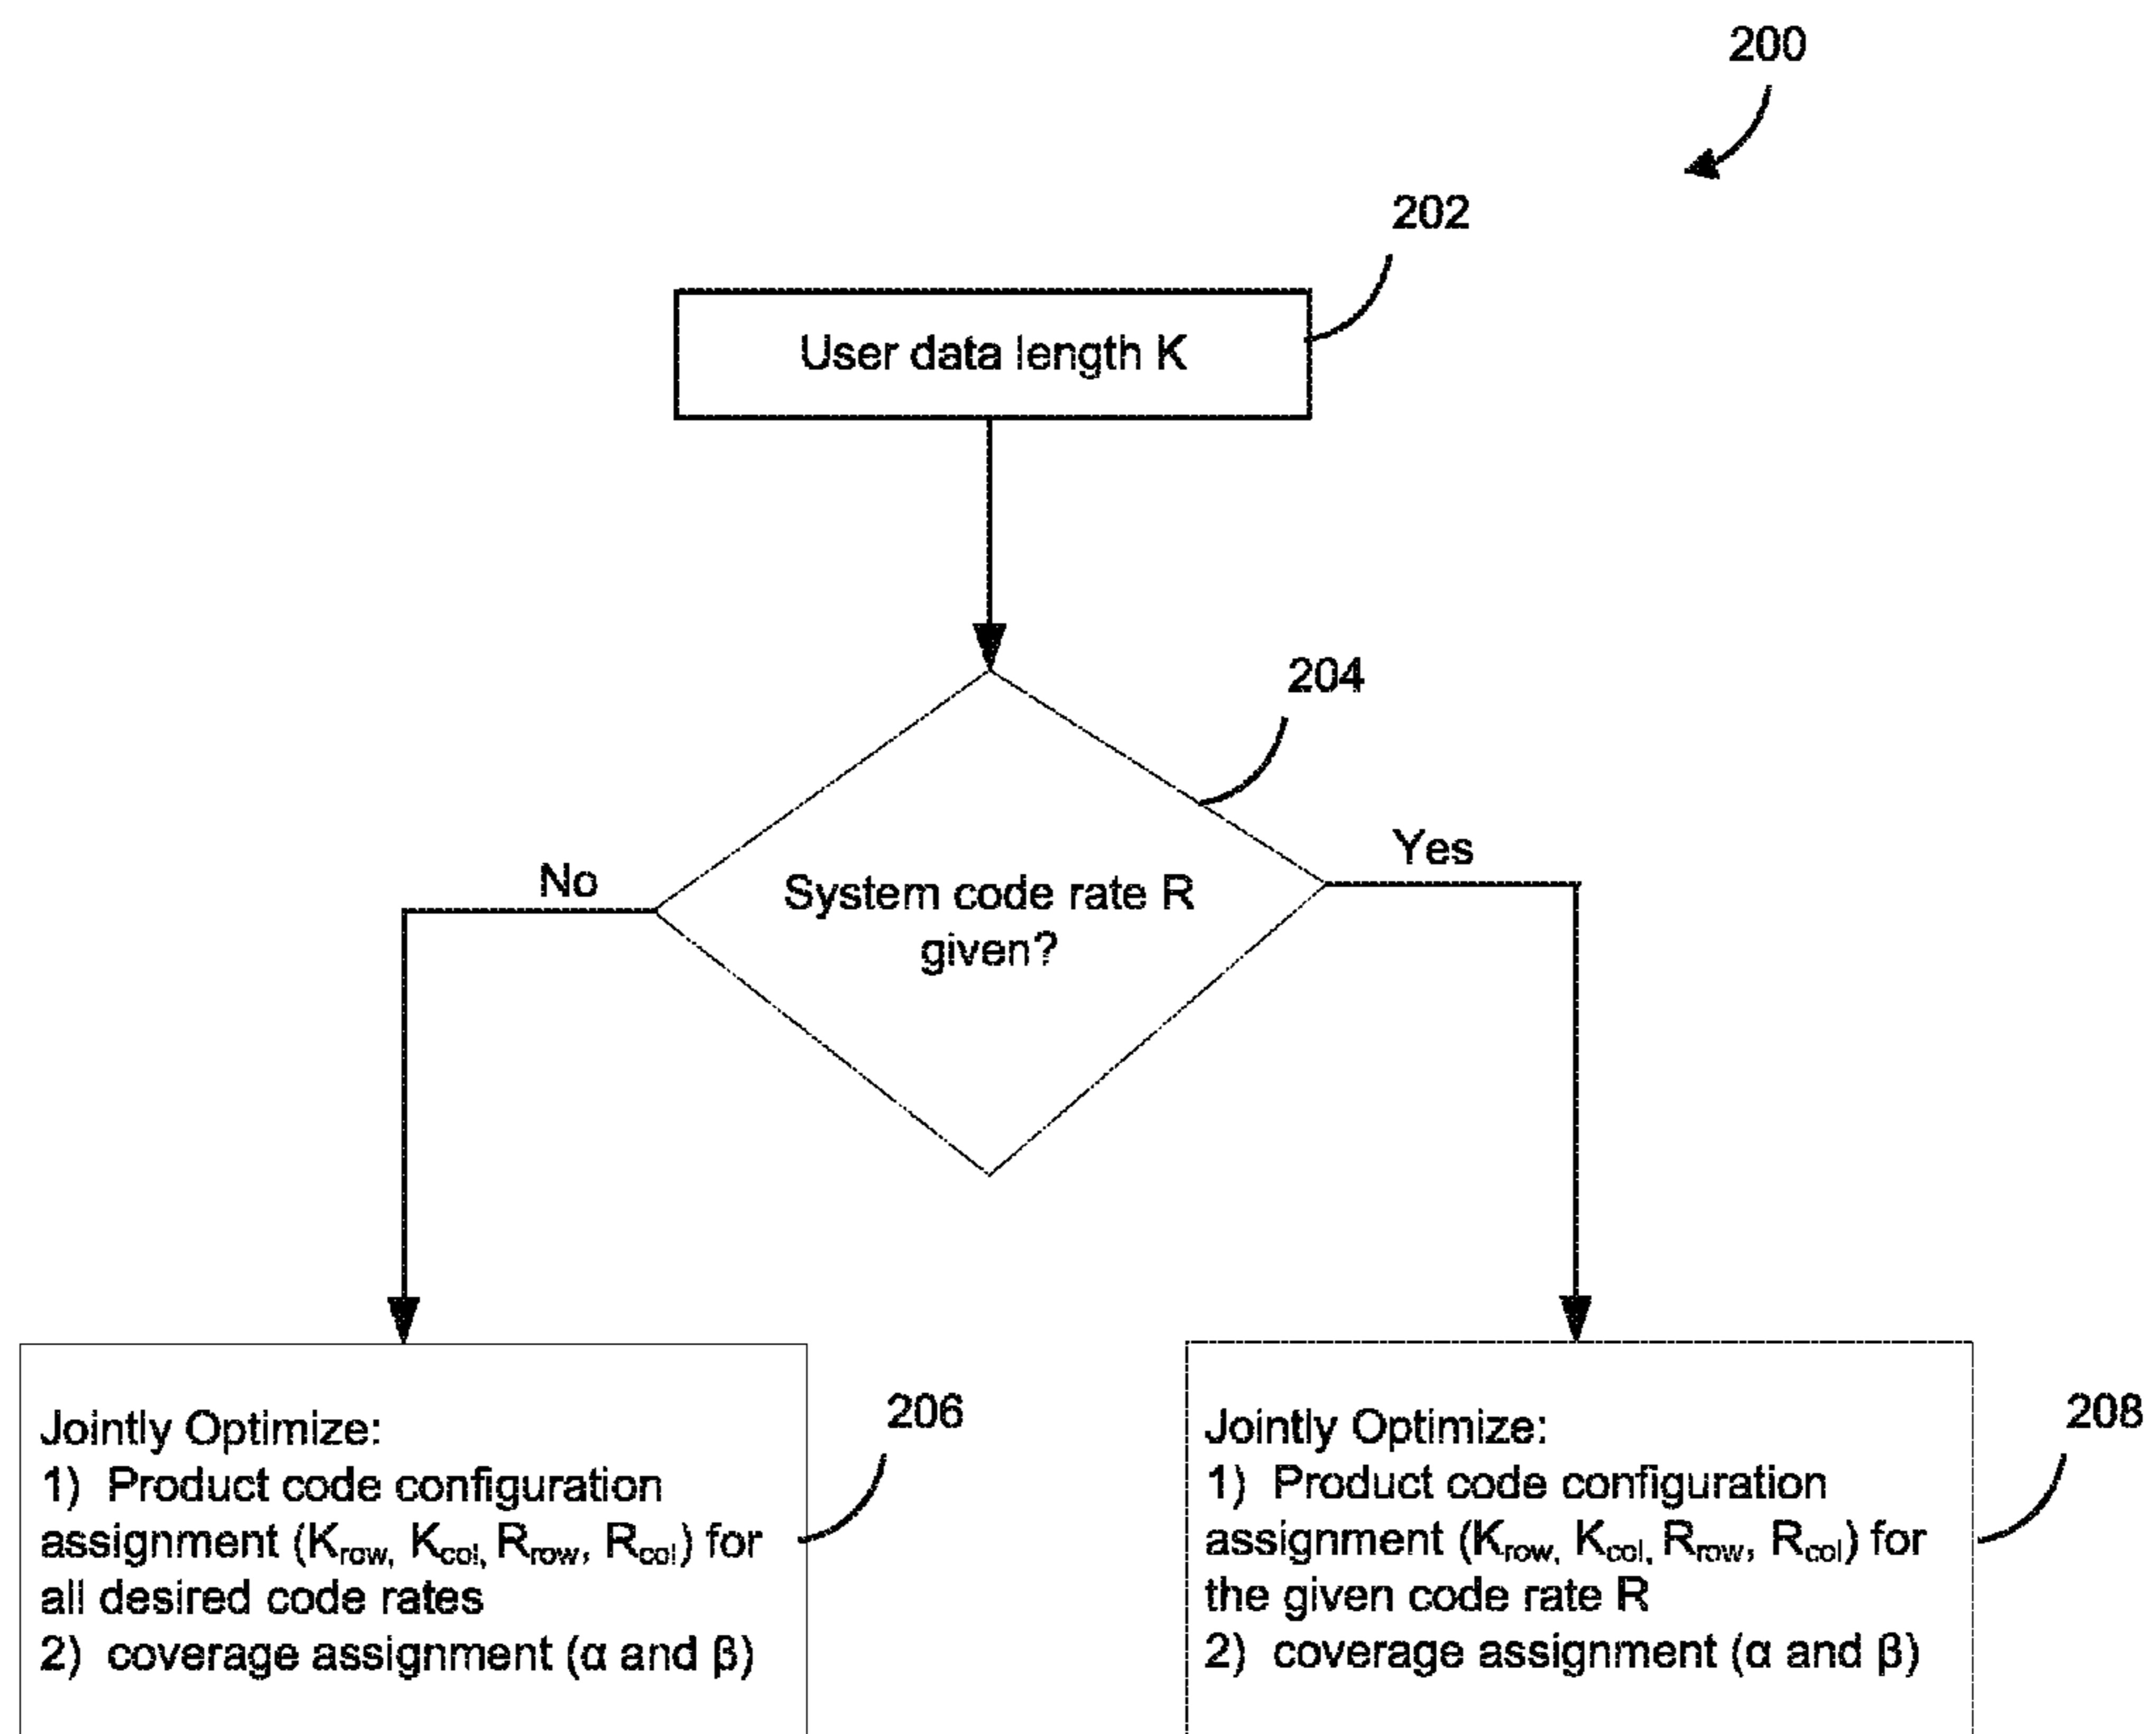 200
202
User data length K
204
No
Yes
System code rate R
given?
206
208
Jointly Optimize:
1) Product code configuration
assignment (Krow, Kcol, Rrow, Rcol) for
all desired code rates
2) coverage assignment (α and β)
Jointly Optimize:
1) Product code configuration
assignment (Krow, Kcol, Rrow, Rcol) for
the given code rate R
2) coverage assignment (α and β)